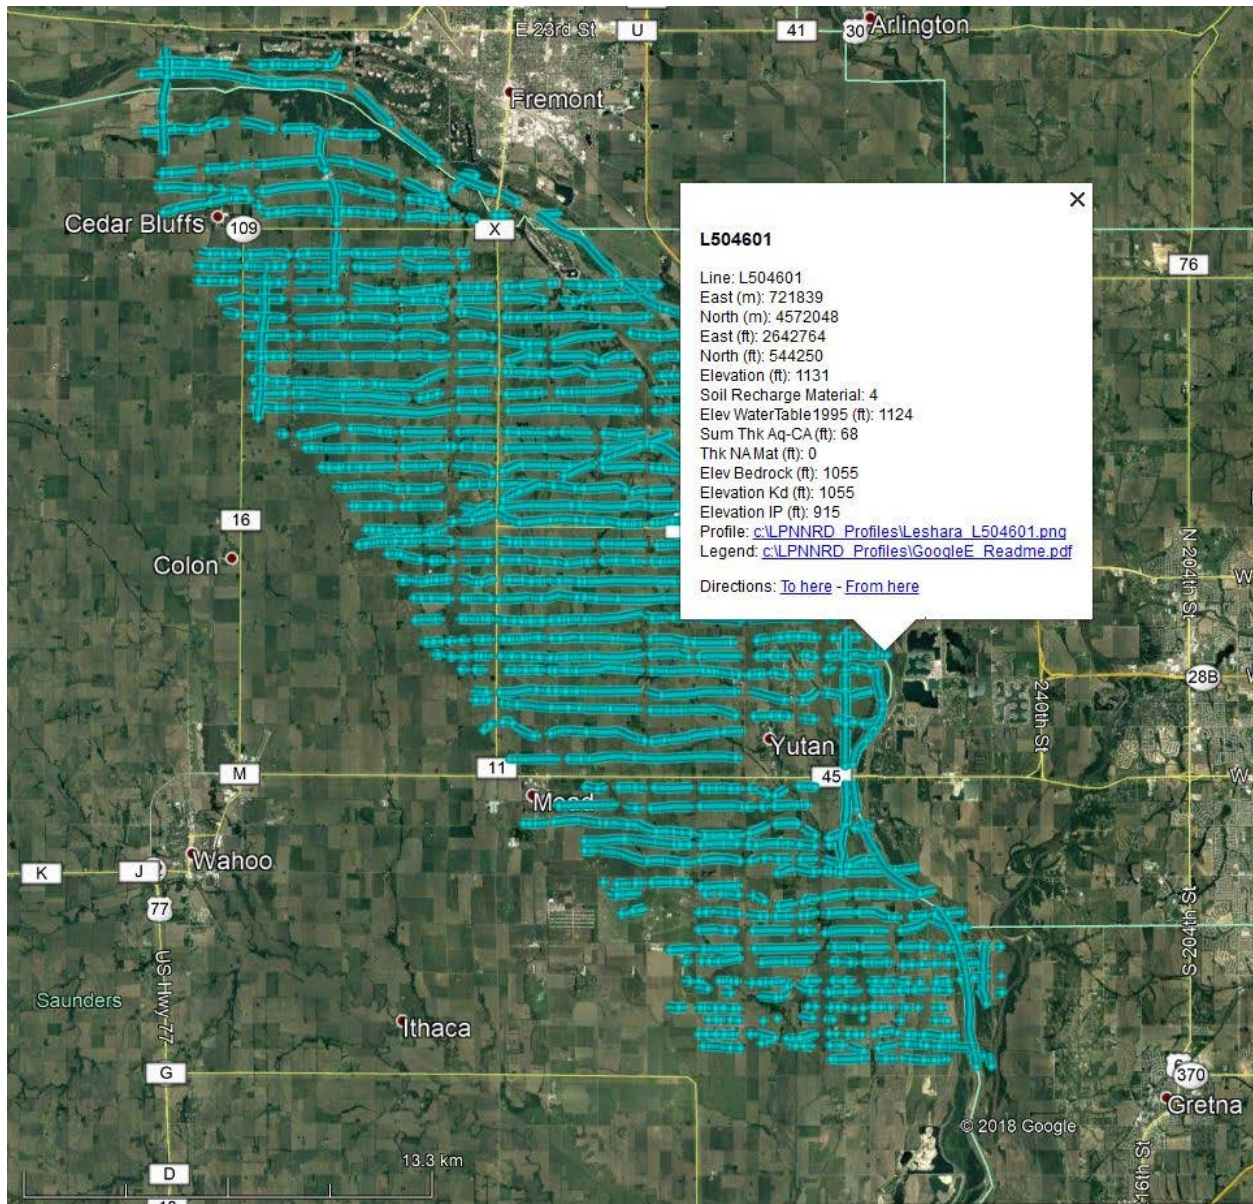 E 23rd St
U
41
30
Arlington
Fremont
Cedar Bluffs
109
X
76
L504601
Line: L504601
East (m): 721839
North (m): 4572048
East (ft): 2642764
North (ft): 544250
Elevation (ft): 1131
Soil Recharge Material: 4
Elev WaterTable1995 (ft): 1124
Sum Thk Aq-CA (ft): 68
Thk NA Mat (ft): 0
Elev Bedrock (ft): 1055
Elevation Kd (ft): 1055
Elevation IP (ft): 915
Profile: c:\LPNNRD_Profiles\Leshara_L504601.png
Legend: c:\LPNNRD_Profiles\GoogleE_Readme.pdf
Directions: To here - From here
16
Colon
N 204th St
W
28B
W
240th St
Yutan
M
11
45
W
Mead
Wahoo
K
J
77
US Hwy 77
S 204th St
Saunders
Ithaca
G
6
370
Gretna
© 2018 Google
13.3 km
D
16th St